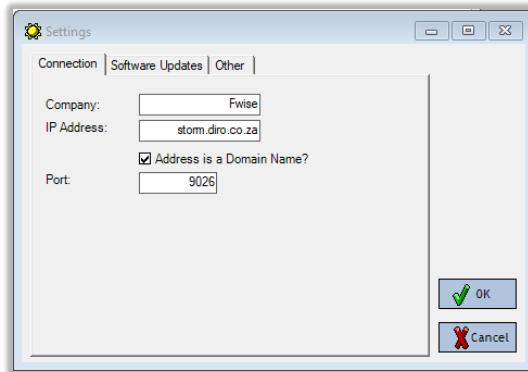 Settings
Connection Software Updates Other
Company: Fwise
IP Address: storm.diro.co.za
Address is a Domain Name?
Port: 9026
OK
Cancel